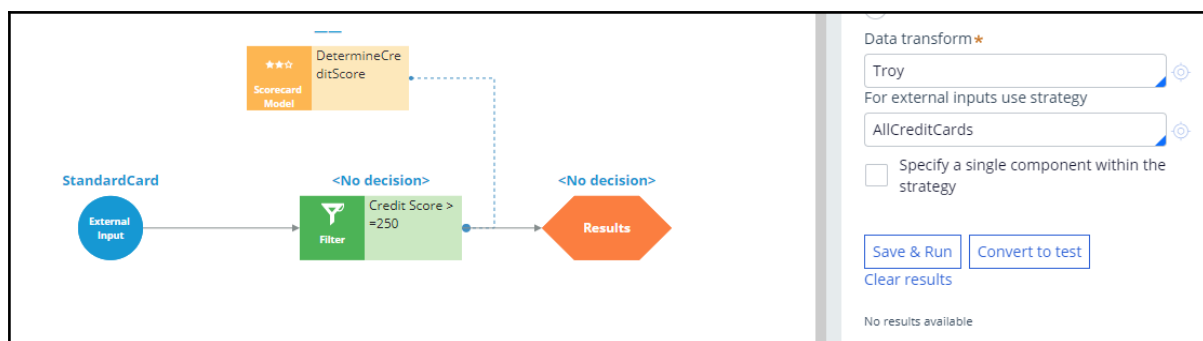 DetermineCre
ditScore
Scorecard
Model
StandardCard
<No decision>
<No decision>
External
Input
Credit Score >
=250
Filter
Results
Data transform★
Troy
For external inputs use strategy
AllCreditCards
Specify a single component within the
strategy
Save & Run
Convert to test
Clear results
No results available